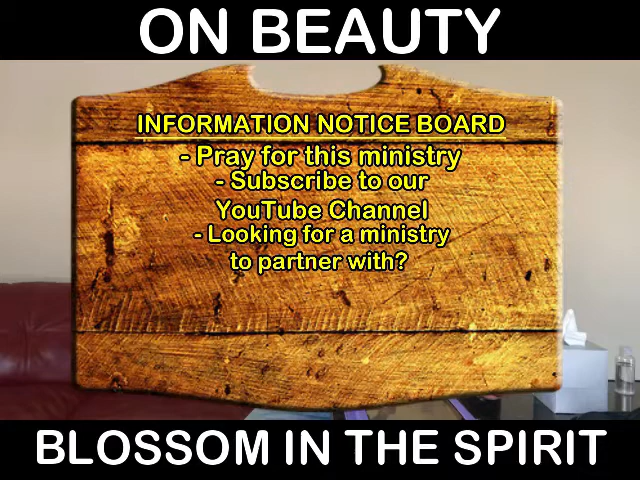 ON BEAUTY
INFORMATION NOTICE BOARD
- Pray for this ministry
- Subscribe to our
YouTube Channel
- Looking for a ministry
to partner with?
BLOSSOM IN THE SPIRIT